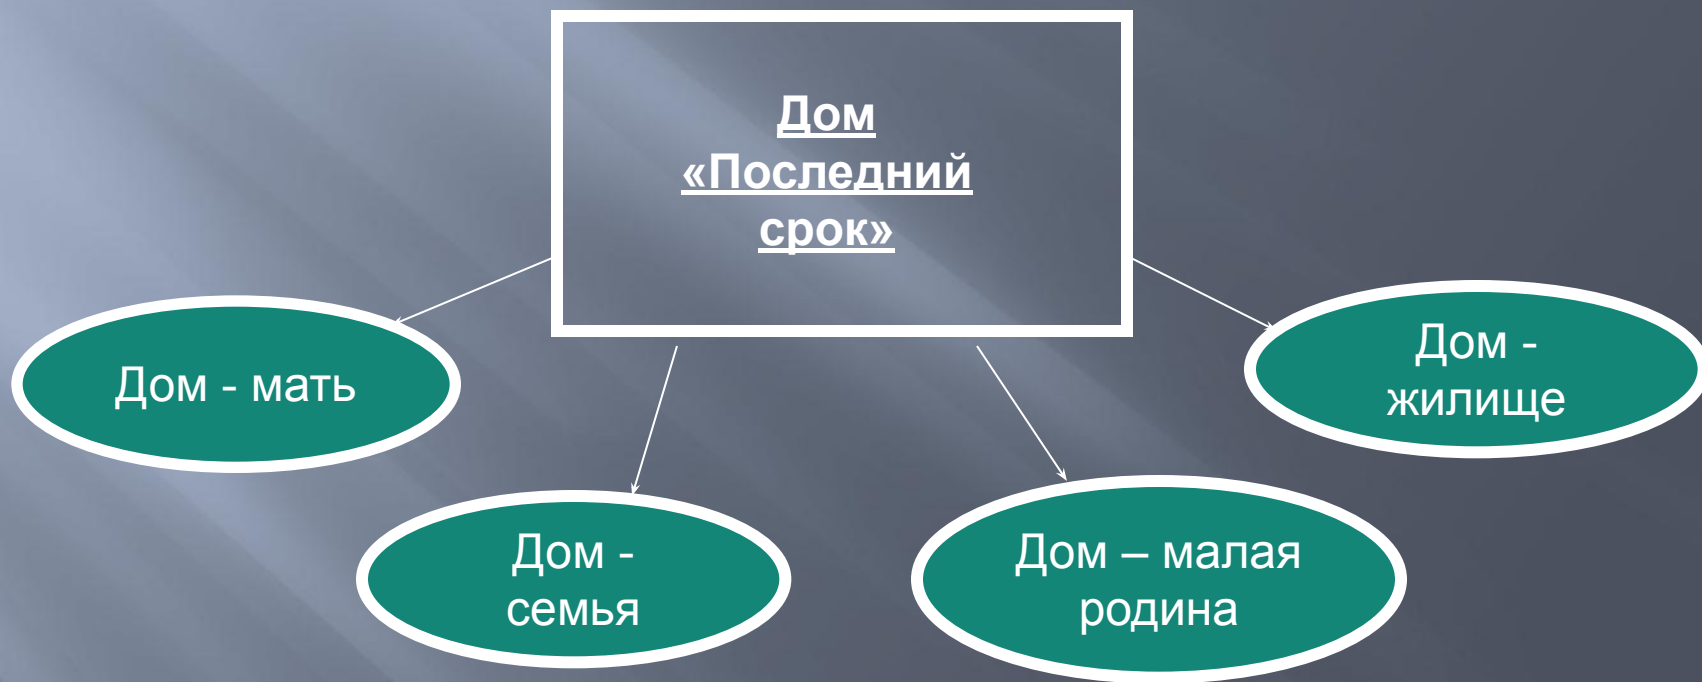 Дом
«Последний
срок»
Дом - мать
Дом -
семья
Дом – малая
родина
Дом -
жилище